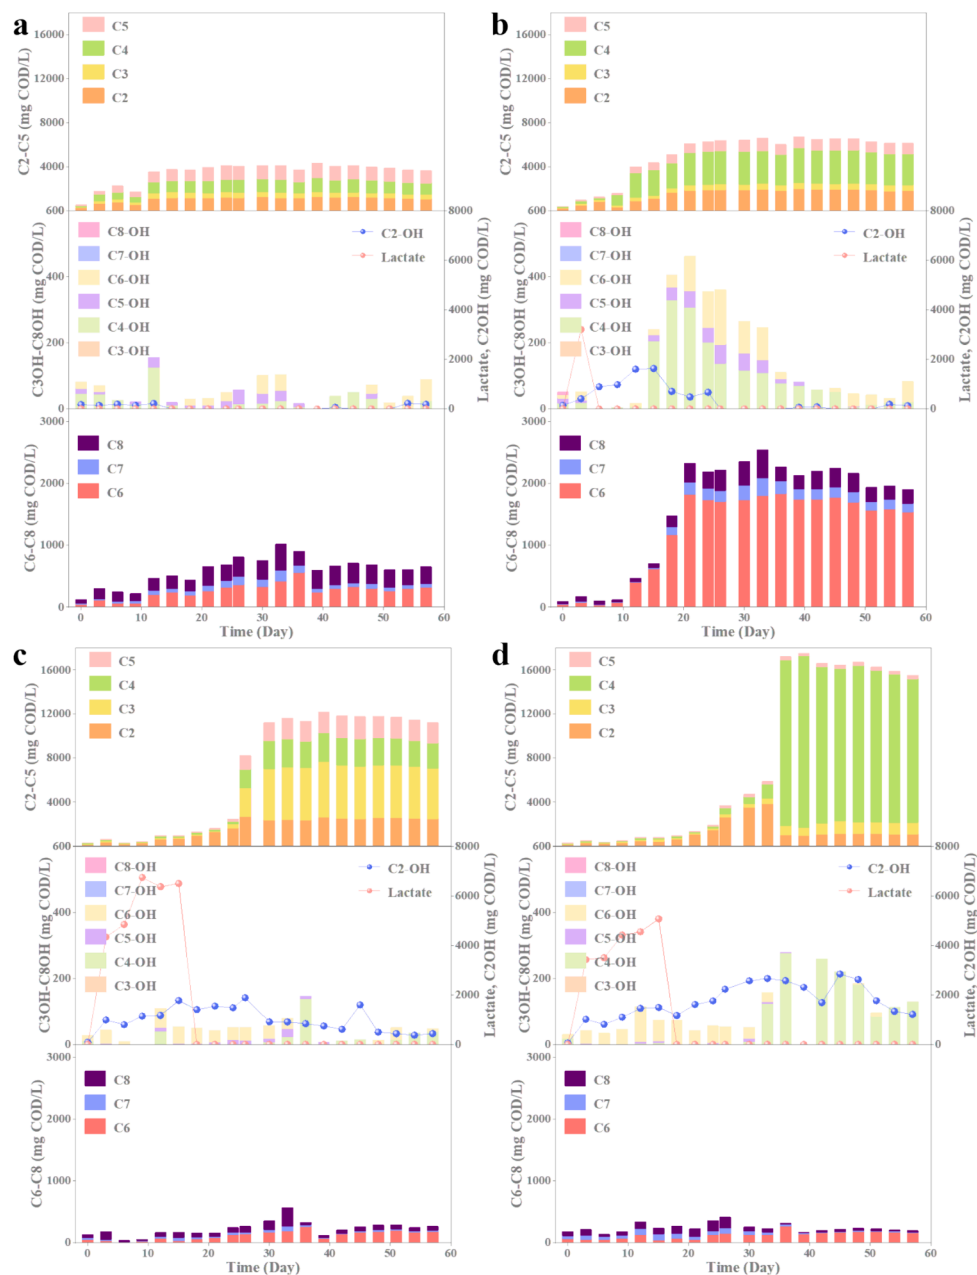 a
C2-C5 (mg COD/L)
16000
12000
8000
4000
600
C5
C4
C3
C2
C3OH-C8OH (mg COD/L)
400
200
0
C8-OH
C7-OH
C6-OH
C5-OH
C4-OH
C3-OH
C2-OH
Lactate
8000
6000
4000
2000
0
Lactate, C2OH (mg COD/L)
C6-C8 (mg COD/L)
3000
2000
1000
0
C8
C7
C6
0 10 20 30 40 50 60
Time (Day)
b
C2-C5 (mg COD/L)
16000
12000
8000
4000
600
C5
C4
C3
C2
C3OH-C8OH (mg COD/L)
400
200
0
C8-OH
C7-OH
C6-OH
C5-OH
C4-OH
C3-OH
C2-OH
Lactate
8000
6000
4000
2000
0
Lactate, C2OH (mg COD/L)
C6-C8 (mg COD/L)
3000
2000
1000
0
C8
C7
C6
0 10 20 30 40 50 60
Time (Day)
c
C2-C5 (mg COD/L)
16000
12000
8000
4000
600
C5
C4
C3
C2
C3OH-C8OH (mg COD/L)
400
200
0
C8-OH
C7-OH
C6-OH
C5-OH
C4-OH
C3-OH
C2-OH
Lactate
8000
6000
4000
2000
0
Lactate, C2OH (mg COD/L)
C6-C8 (mg COD/L)
3000
2000
1000
0
C8
C7
C6
0 10 20 30 40 50 60
Time (Day)
d
C2-C5 (mg COD/L)
16000
12000
8000
4000
600
C5
C4
C3
C2
C3OH-C8OH (mg COD/L)
400
200
0
C8-OH
C7-OH
C6-OH
C5-OH
C4-OH
C3-OH
C2-OH
Lactate
8000
6000
4000
2000
0
Lactate, C2OH (mg COD/L)
C6-C8 (mg COD/L)
3000
2000
1000
0
C8
C7
C6
0 10 20 30 40 50 60
Time (Day)